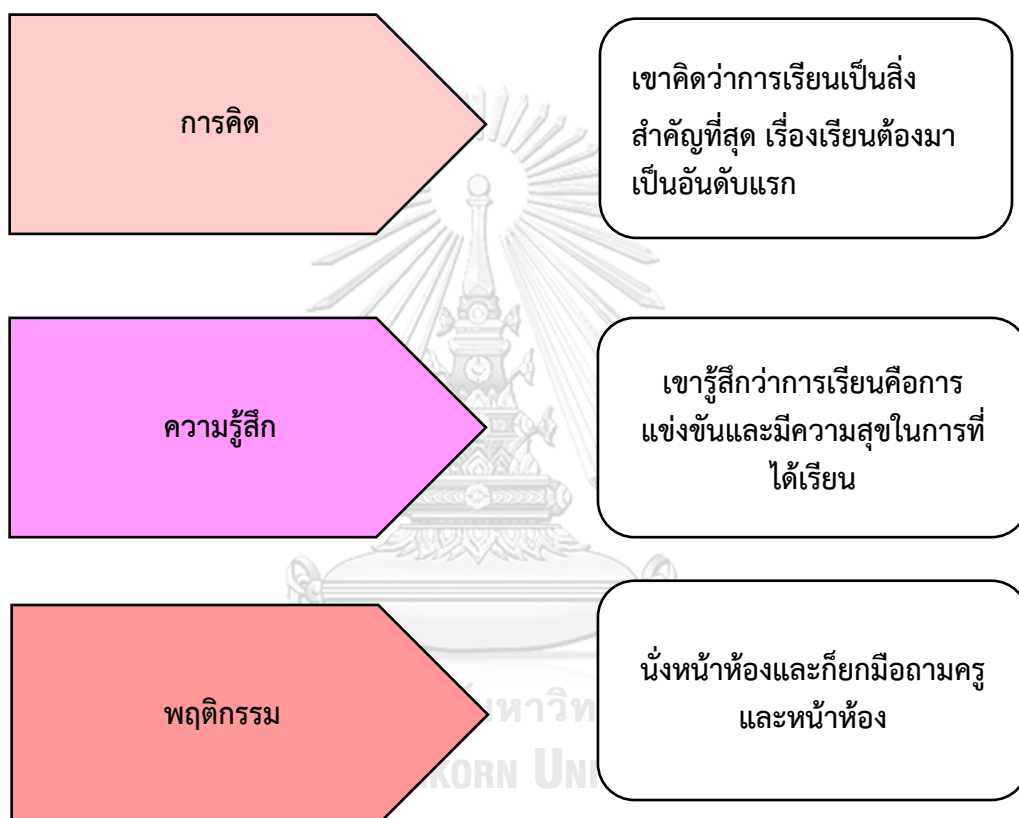 การคิด
เขาคิดว่าการเรียนเป็นสิ่ง
สำคัญที่สุด เรื่องเรียนต้องมา
เป็นอันดับแรก
ความรู้สึก
เขารู้สึกว่าการเรียนคือการ
แข่งขันและมีความสุขในการที่
ได้เรียน
พฤติกรรม
นั่งหน้าห้องและก็ยกมือถามครู
และหน้าห้อง